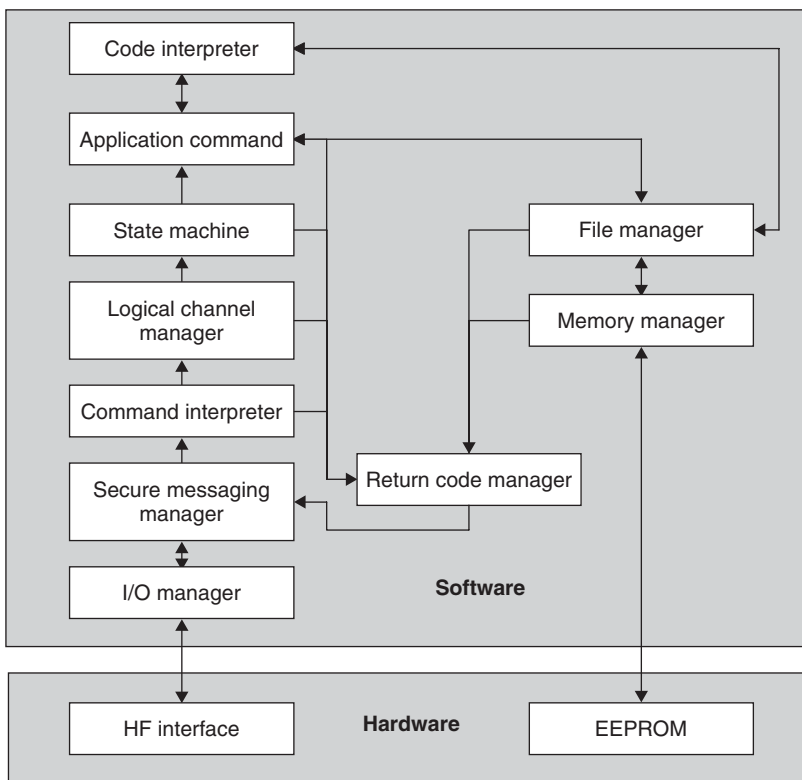 Code interpreter
Application command
State machine
File manager
Logical channel
manager
Memory manager
Command interpreter
Secure messaging
manager
Return code manager
I/O manager
Software
HF interface
Hardware
EEPROM